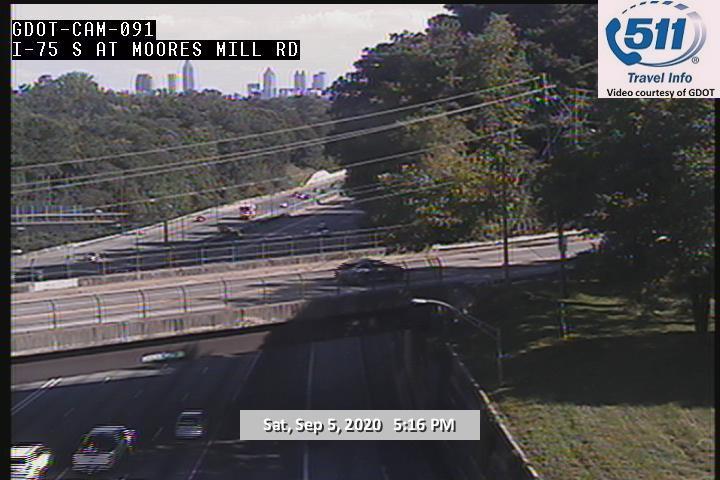 GDOT-CAM-091
I-75 S AT MOORES MILL RD
511
Travel Info
Video courtesy of GDOT
Sat, Sep 5, 2020 5:16 PM